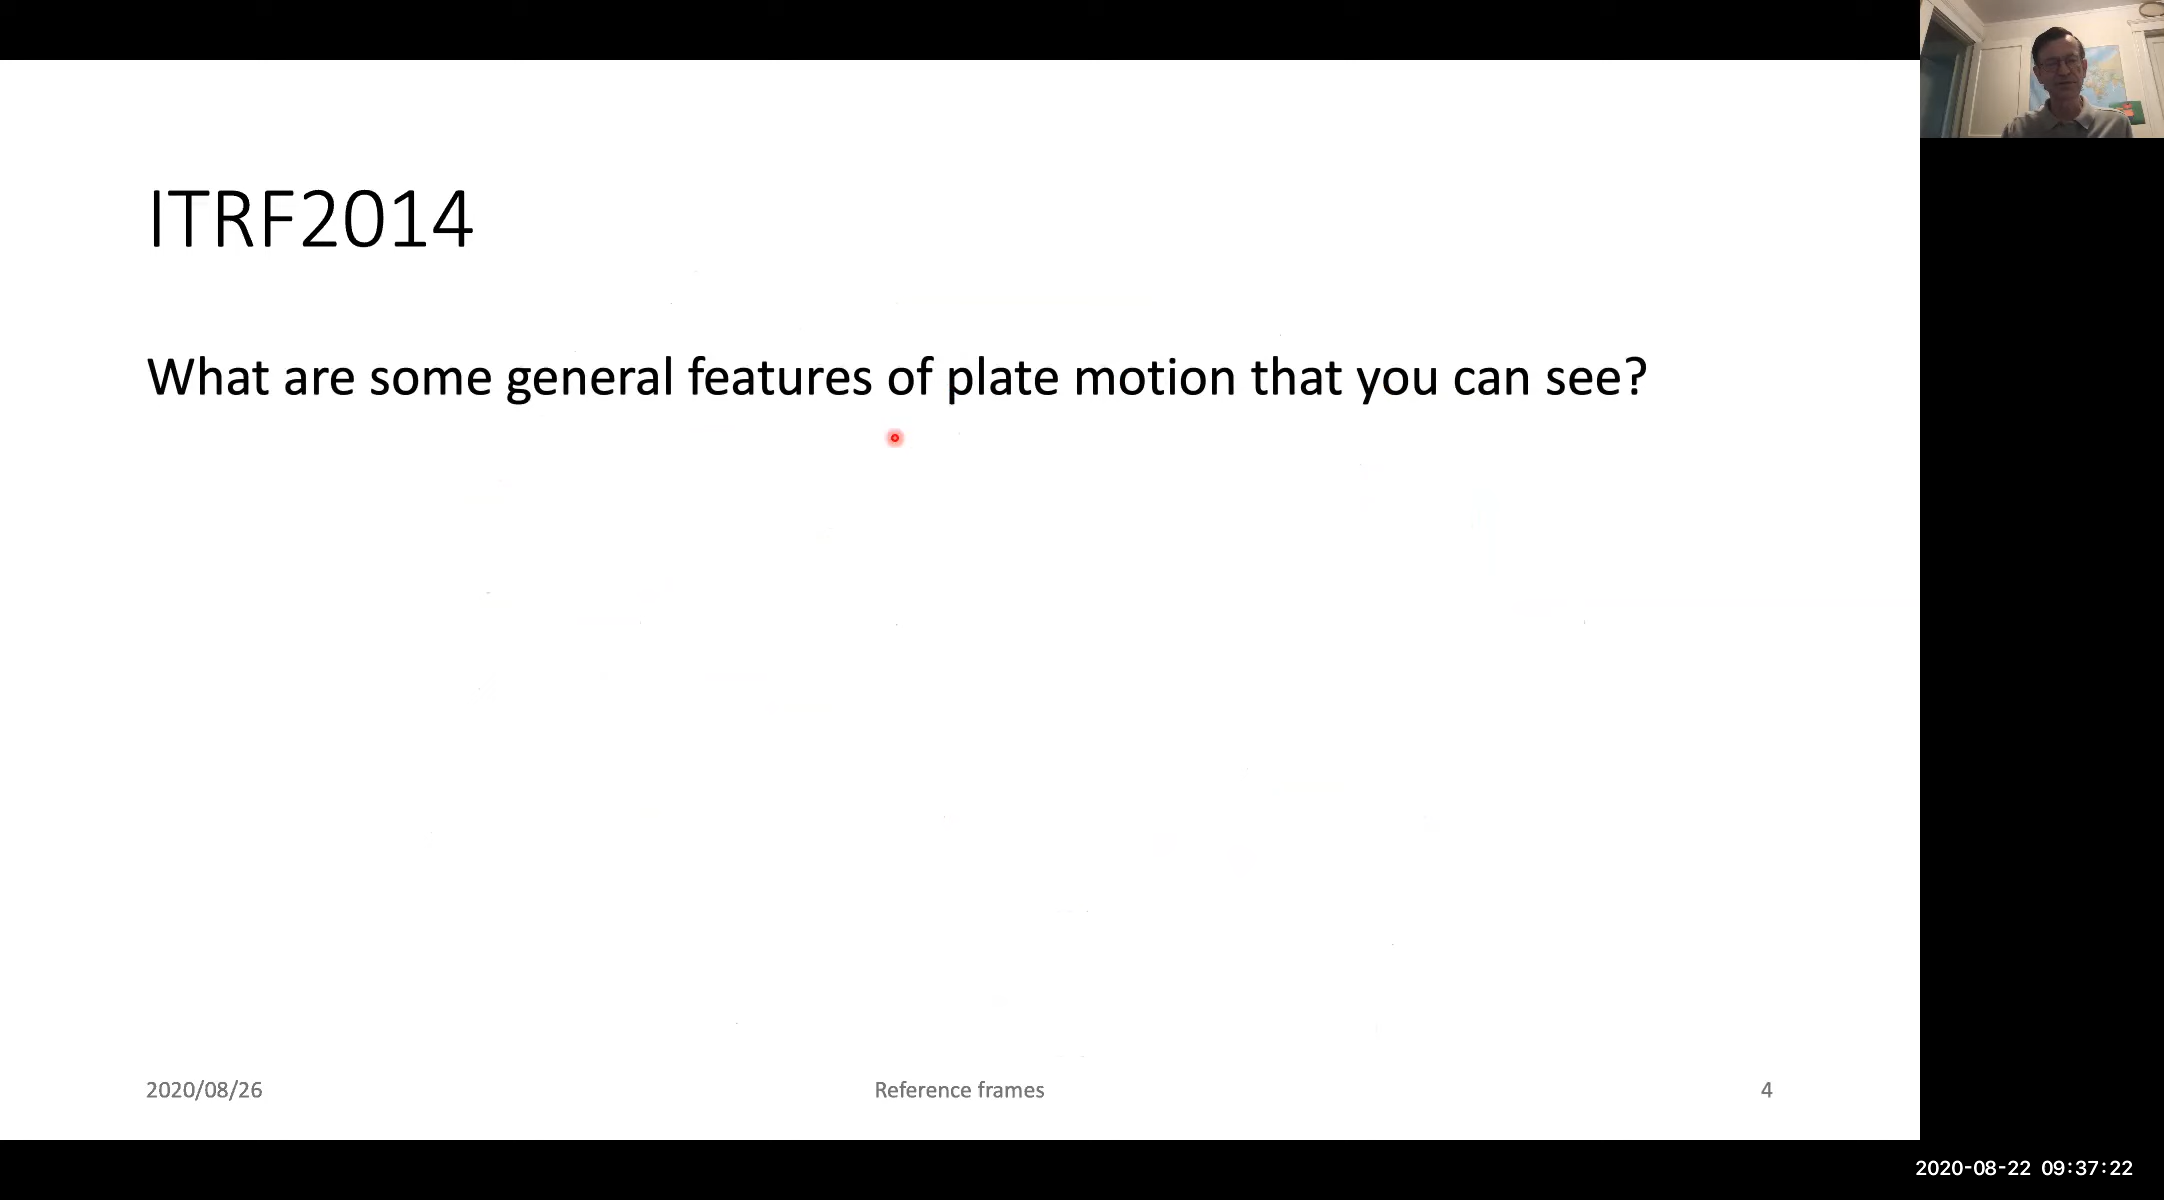 ITRF2014
What are some general features of plate motion that you can see?
2020/08/26
Reference frames
4
2020-08-22 09:37:22